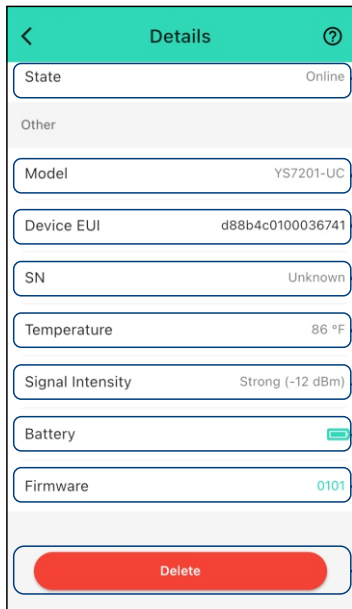 Details
State Online
Other
Model YS7201-UC
Device EUI d88b4c0100036741
SN Unknown
Temperature 86 °F
Signal Intensity Strong (-12 dBm)
Battery
Firmware 0101
Delete